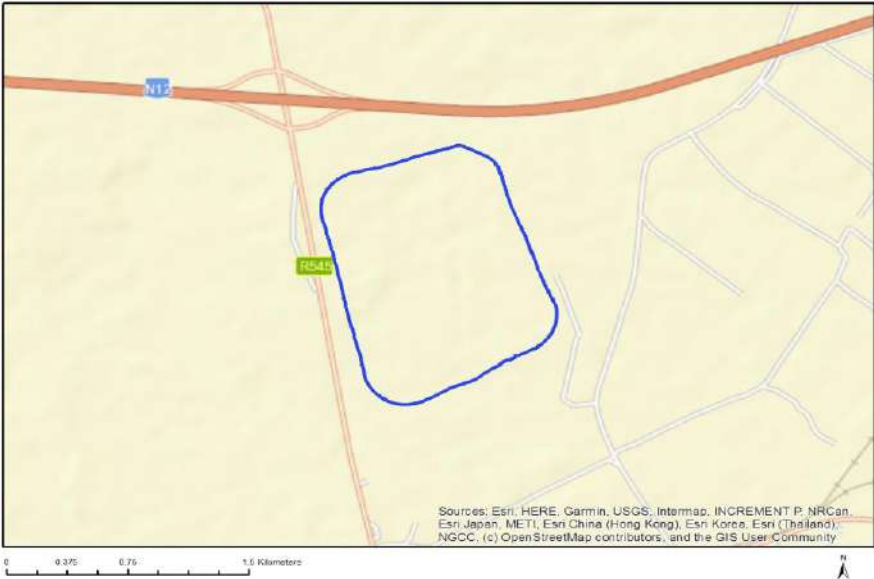 N12
R545
Sources: Esri, HERE, Garmin, USGS, Intermap, INCREMENT P, NRCan,
Esri Japan, METI, Esri China (Hong Kong), Esri Korea, Esri (Thailand),
NGCC, (c) OpenStreetMap contributors, and the GIS User Community
0 0.375 0.75 1.5 Kilometers
N